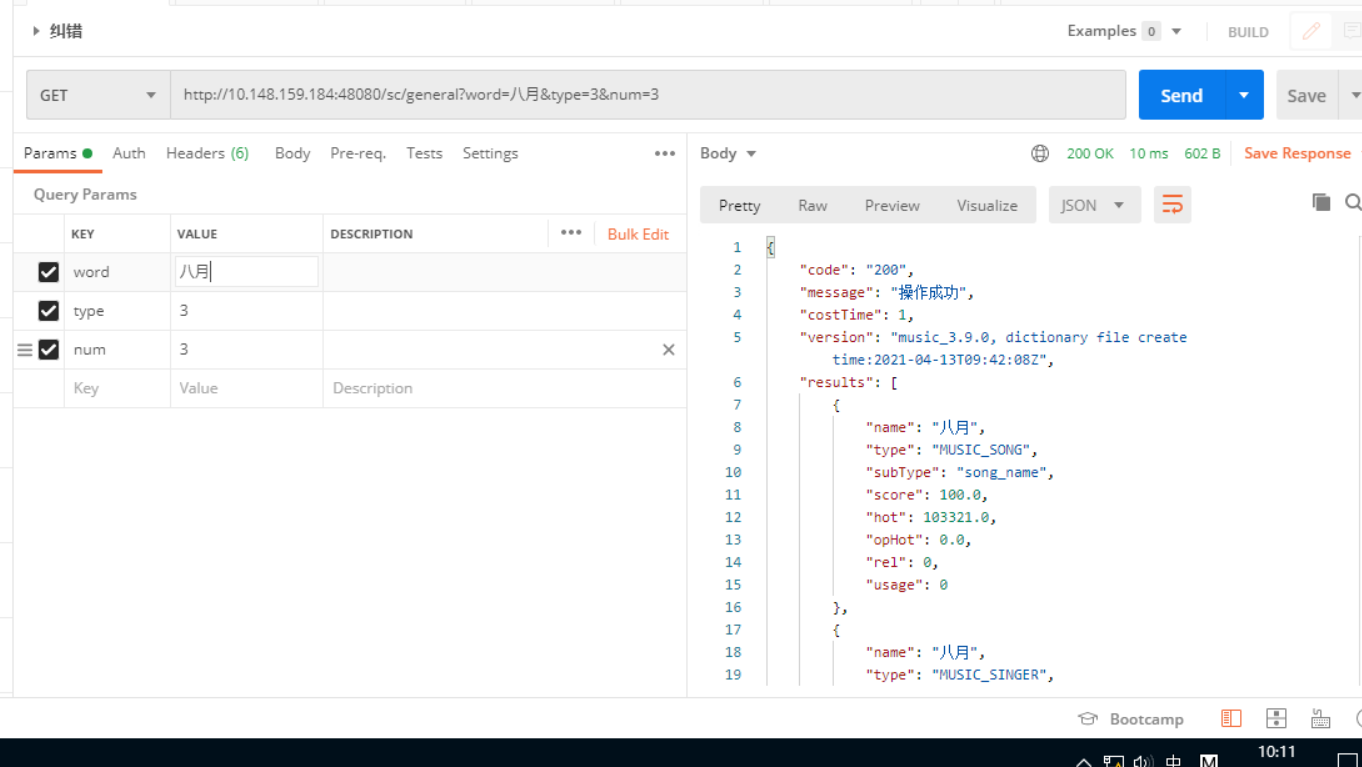 纠错
Examples 0
BUILD
GET
http://10.148.159.184:48080/sc/general?word=八月&type=3&num=3
Send
Save
Params
Auth
Headers (6)
Body
Pre-req.
Tests
Settings
Query Params
KEY VALUE DESCRIPTION
Bulk Edit
word 八月
type 3
num 3
Key Value Description
Body
200 OK 10 ms 602 B Save Response
Pretty Raw Preview Visualize JSON
1 {
2 "code": "200",
3 "message": "操作成功",
4 "costTime": 1,
5 "version": "music_3.9.0, dictionary file create
time:2021-04-13T09:42:08Z",
6 "results": [
7 {
8 "name": "八月",
9 "type": "MUSIC_SONG",
10 "subType": "song_name",
11 "score": 100.0,
12 "hot": 103321.0,
13 "opHot": 0.0,
14 "rel": 0,
15 "usage": 0
16 },
17 {
18 "name": "八月",
19 "type": "MUSIC_SINGER",
Bootcamp
中 M 10:11